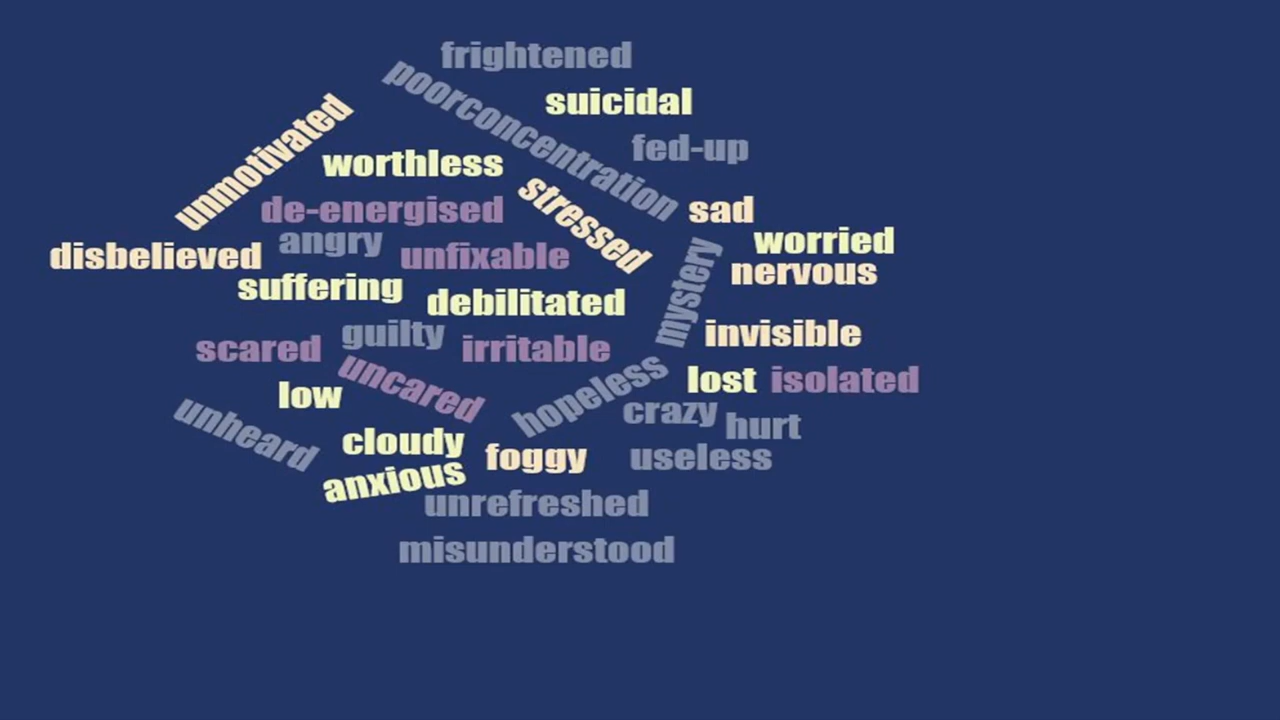 frightened
poorconcentration
suicidal
unmotivated
fed-up
worthless
stressed
de-energised
sad
angry
worried
disbelieved
unfixable
nervous
suffering
debilitated
mystery
guilty
invisible
scared
irritable
uncared
hopeless
lost
isolated
low
crazy
unheard
hurt
cloudy
foggy
useless
anxious
unrefreshed
misunderstood